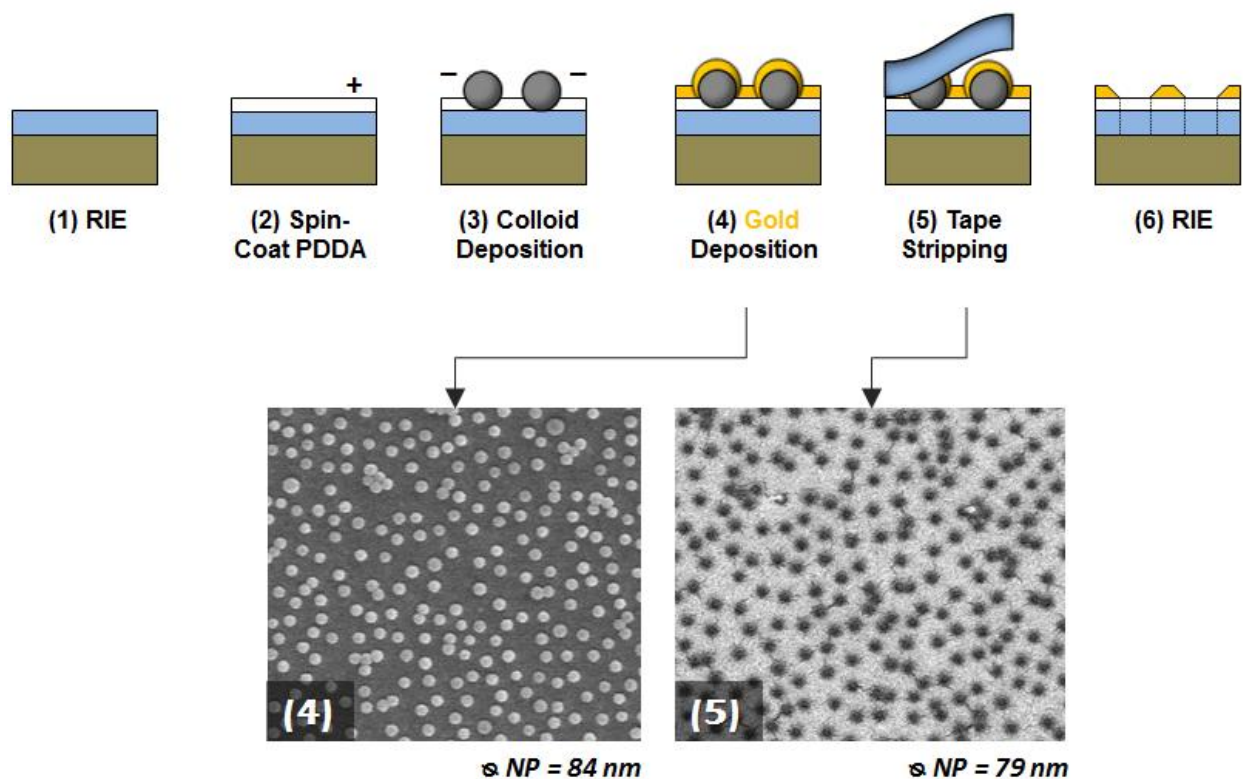 +
– –
(1) RIE
(2) Spin-
Coat PDDA
(3) Colloid
Deposition
(4) Gold
Deposition
(5) Tape
Stripping
(6) RIE
(4)
(5)
⌀ NP = 84 nm
⌀ NP = 79 nm